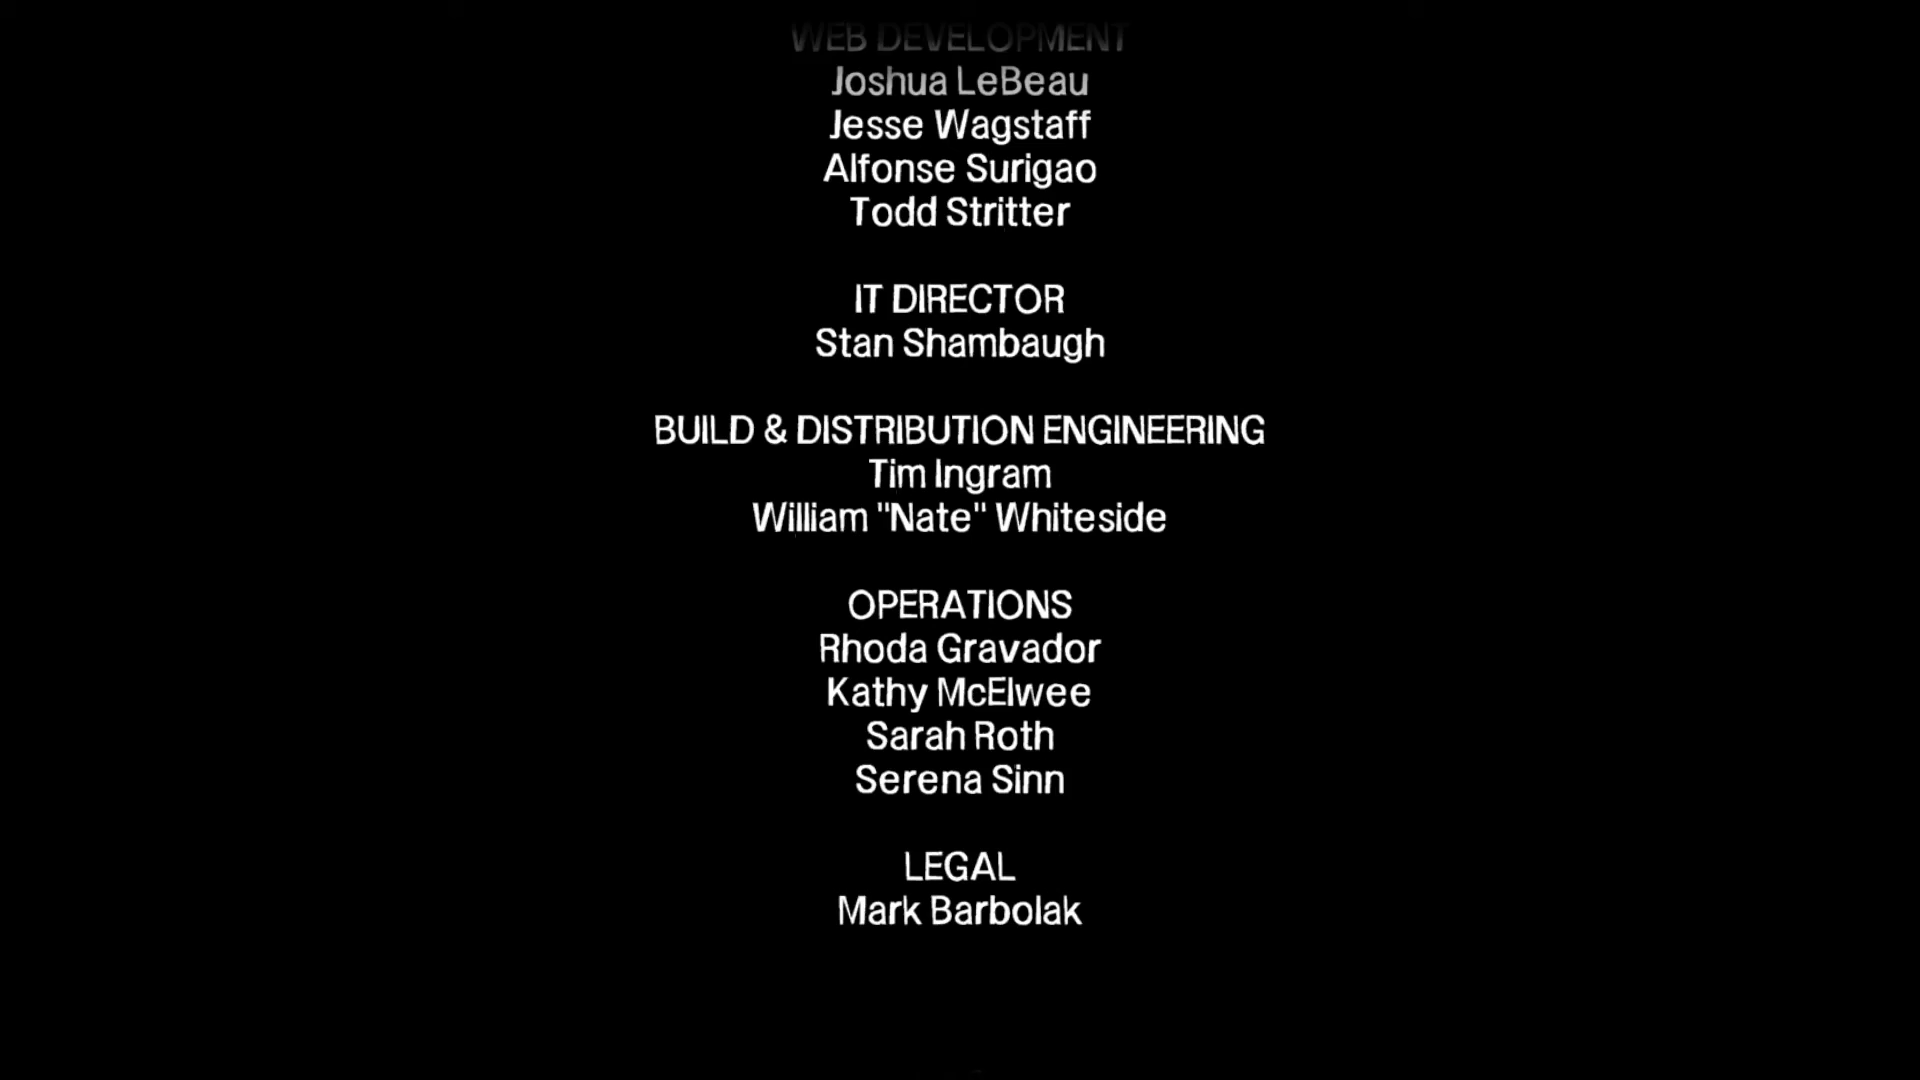 WEB DEVELOPMENT
Joshua LeBeau
Jesse Wagstaff
Alfonse Surigao
Todd Stritter
IT DIRECTOR
Stan Shambaugh
BUILD & DISTRIBUTION ENGINEERING
Tim Ingram
William "Nate" Whiteside
OPERATIONS
Rhoda Gravador
Kathy McElwee
Sarah Roth
Serena Sinn
LEGAL
Mark Barbolak